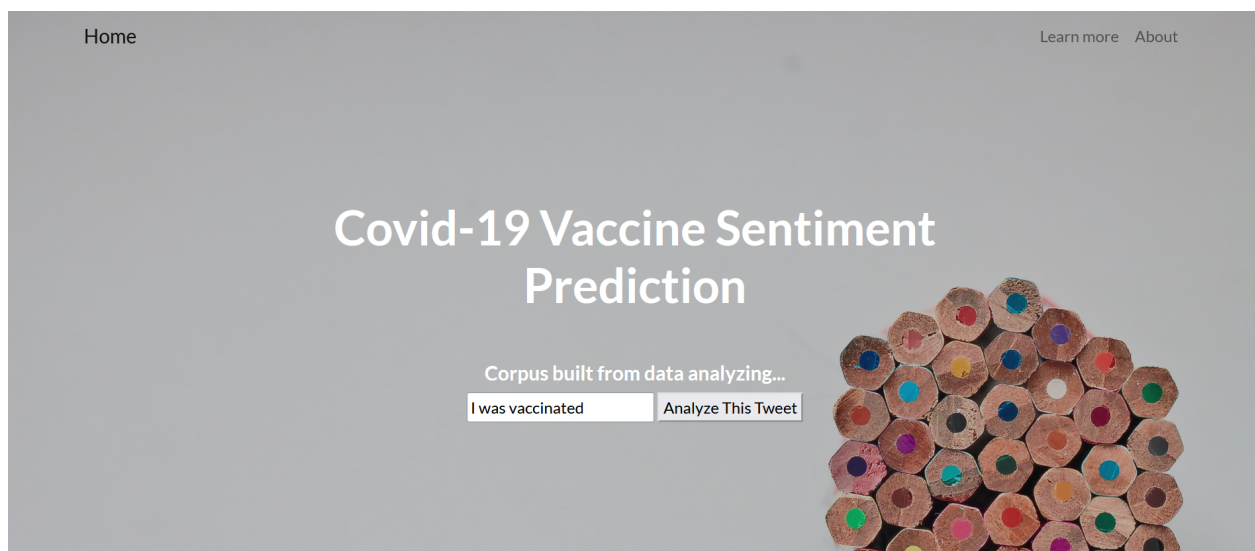 Home
Learn more
About
Covid-19 Vaccine Sentiment
Prediction
Corpus built from data analyzing...
I was vaccinated
Analyze This Tweet